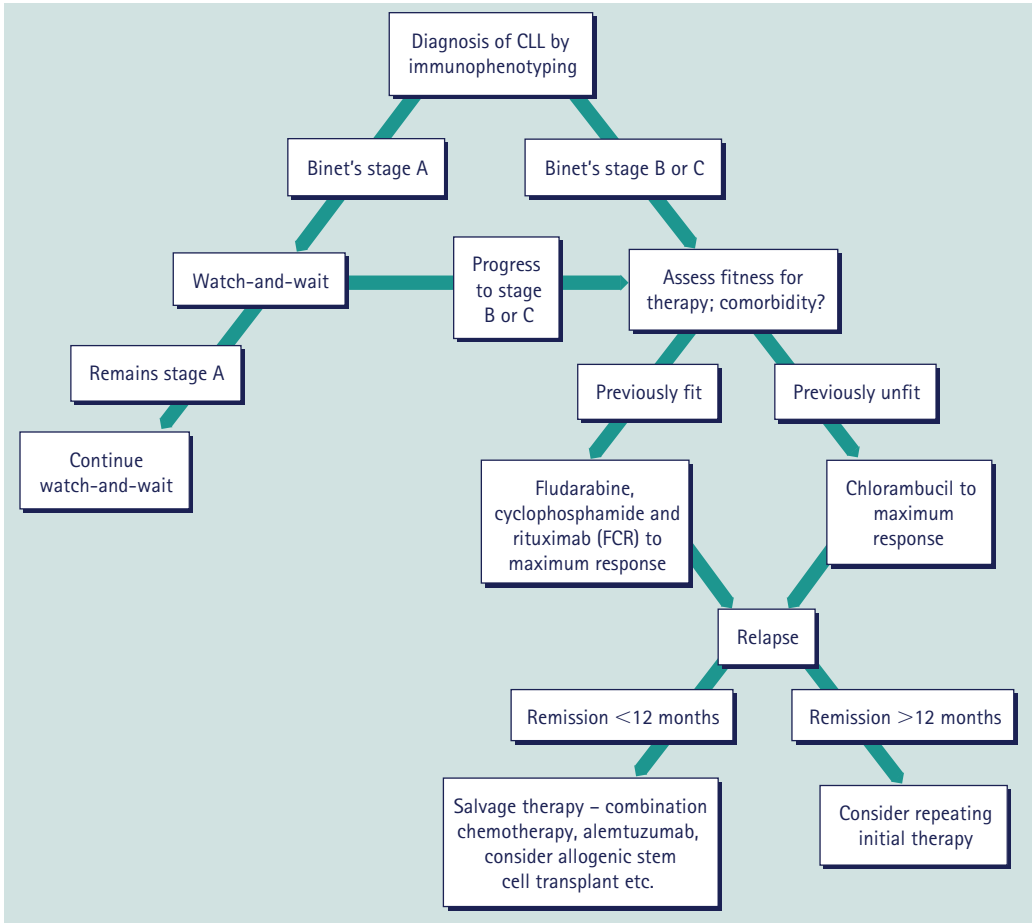 Diagnosis of CLL by
immunophenotyping
Binet's stage A
Binet's stage B or C
Watch-and-wait
Progress
to stage
B or C
Assess fitness for
therapy; comorbidity?
Remains stage A
Previously fit
Previously unfit
Continue
watch-and-wait
Fludarabine,
cyclophosphamide and
rituximab (FCR) to
maximum response
Chlorambucil to
maximum
response
Relapse
Remission <12 months
Remission >12 months
Salvage therapy – combination
chemotherapy, alemtuzumab,
consider allogenic stem
cell transplant etc.
Consider repeating
initial therapy